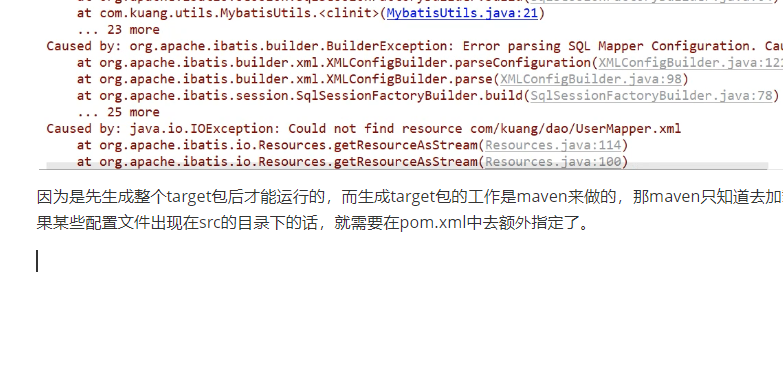 at com.kuang.utils.MybatisUtils.<clinit>(MybatisUtils.java:21)
... 23 more
Caused by: org.apache.ibatis.builder.BuilderException: Error parsing SQL Mapper Configuration. Cau
at org.apache.ibatis.builder.xml.XMLConfigBuilder.parseConfiguration(XMLConfigBuilder.java:121
at org.apache.ibatis.builder.xml.XMLConfigBuilder.parse(XMLConfigBuilder.java:98)
at org.apache.ibatis.session.SqlSessionFactoryBuilder.build(SqlSessionFactoryBuilder.java:78)
... 25 more
Caused by: java.io.IOException: Could not find resource com/kuang/dao/UserMapper.xml
at org.apache.ibatis.io.Resources.getResourceAsStream(Resources.java:114)
at org.apache.ibatis.io.Resources.getResourceAsStream(Resources.java:100)
因为是先生成整个target包后才能运行的，而生成target包的工作是maven来做的，那maven只知道去加
果某些配置文件出现在src的目录下的话，就需要在pom.xml中去额外指定了。